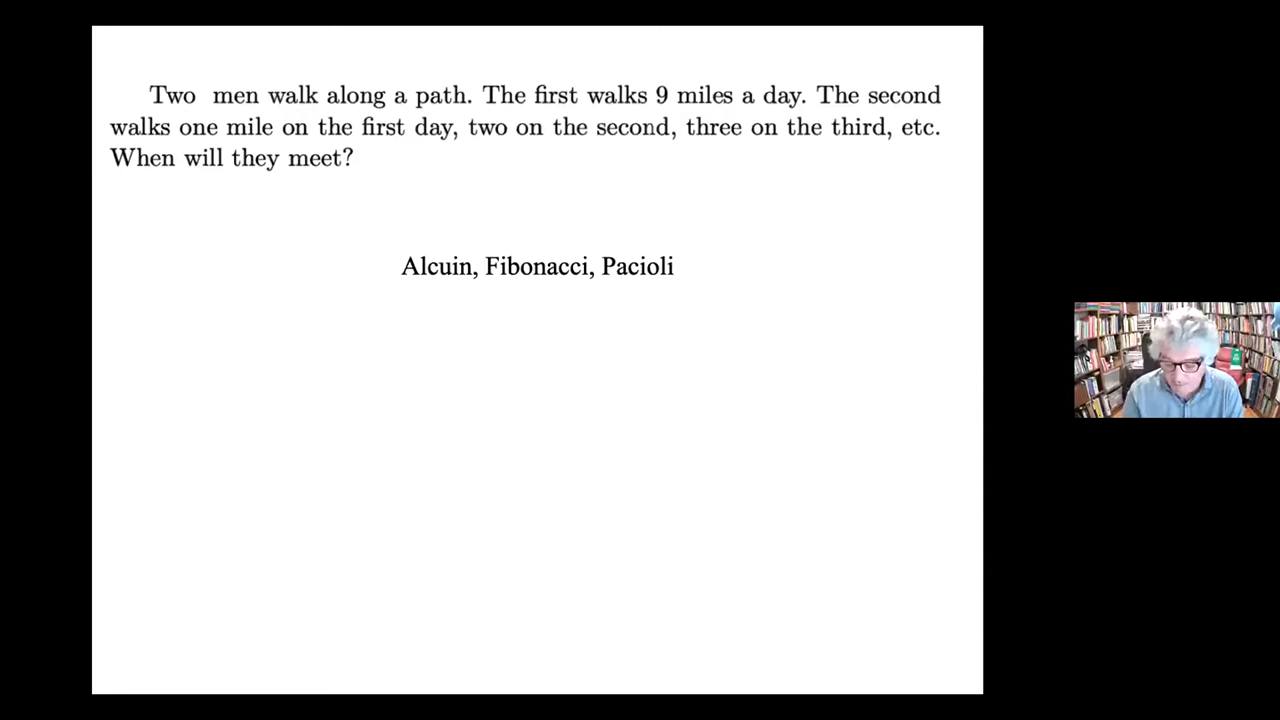 Two men walk along a path. The first walks 9 miles a day. The second
walks one mile on the first day, two on the second, three on the third, etc.
When will they meet?
Alcuin, Fibonacci, Pacioli